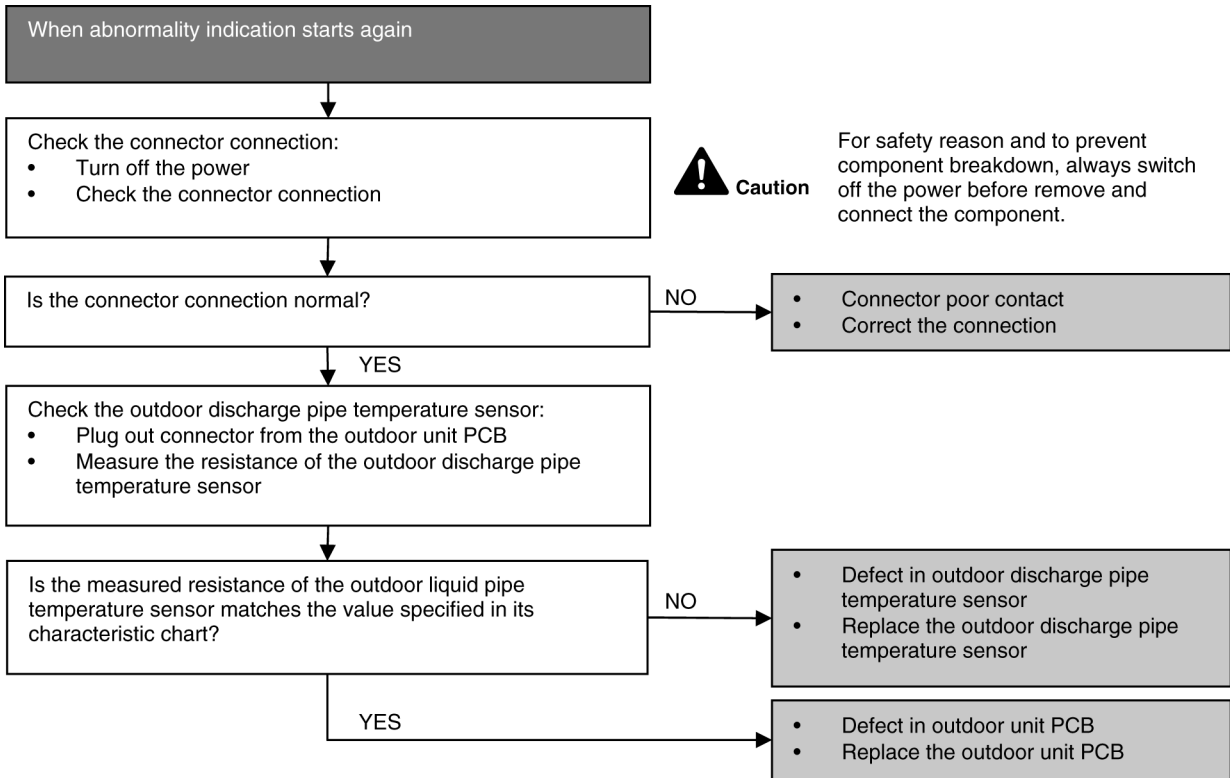 When abnormality indication starts again
Check the connector connection:
• Turn off the power
• Check the connector connection
Caution
For safety reason and to prevent
component breakdown, always switch
off the power before remove and
connect the component.
Is the connector connection normal?
NO
• Connector poor contact
• Correct the connection
YES
Check the outdoor discharge pipe temperature sensor:
• Plug out connector from the outdoor unit PCB
• Measure the resistance of the outdoor discharge pipe
temperature sensor
Is the measured resistance of the outdoor liquid pipe
temperature sensor matches the value specified in its
characteristic chart?
NO
• Defect in outdoor discharge pipe
temperature sensor
• Replace the outdoor discharge pipe
temperature sensor
YES
• Defect in outdoor unit PCB
• Replace the outdoor unit PCB